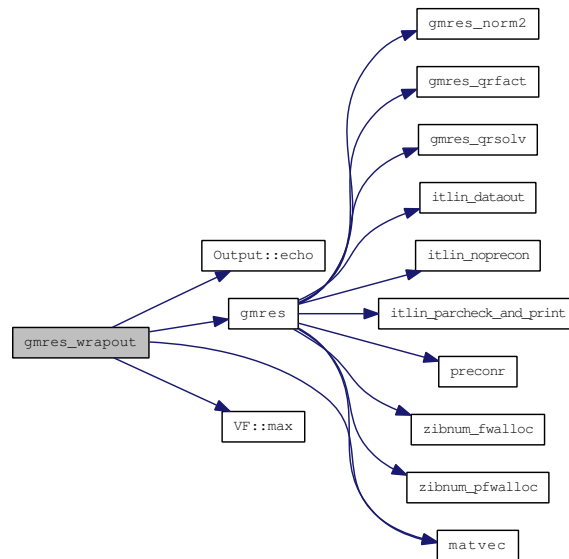 gmres_wrapout
Output::echo
gmres
VF::max
gmres_norm2
gmres_qrfact
gmres_qrsolv
itlin_dataout
itlin_noprecon
itlin_parcheck_and_print
preconr
zibnum_fwalloc
zibnum_pfwalloc
matvec